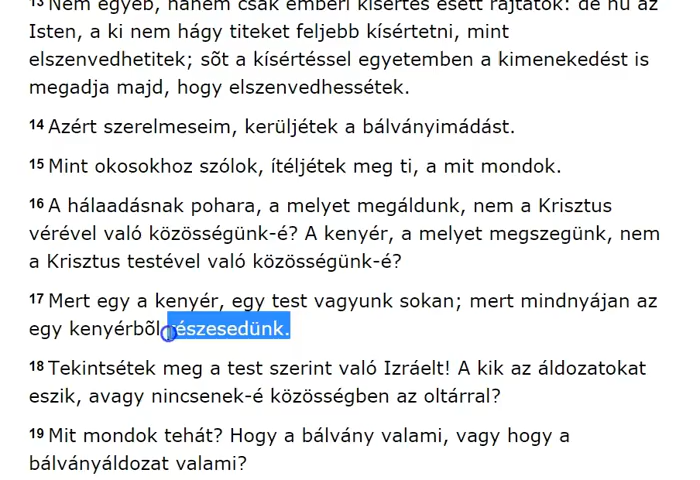 13 Nem egyéb, hanem csak emberi kísértés esett rajtatok: de hű az
Isten, a ki nem hágy titeket feljebb kísértetni, mint
elszenvedhetitek; sõt a kísértéssel egyetemben a kimenekedést is
megadja majd, hogy elszenvedhessétek.
14 Azért szerelmeseim, kerüljétek a bálványimádást.
15 Mint okosokhoz szólok, ítéljétek meg ti, a mit mondok.
16 A hálaadásnak pohara, a melyet megáldunk, nem a Krisztus
vérével való közösségünk-é? A kenyér, a melyet megszegünk, nem
a Krisztus testével való közösségünk-é?
17 Mert egy a kenyér, egy test vagyunk sokan; mert mindnyájan az
egy kenyérbõl részesedünk.
18 Tekintsétek meg a test szerint való Izráelt! A kik az áldozatokat
eszik, avagy nincsenek-é közösségben az oltárral?
19 Mit mondok tehát? Hogy a bálvány valami, vagy hogy a
bálványáldozat valami?